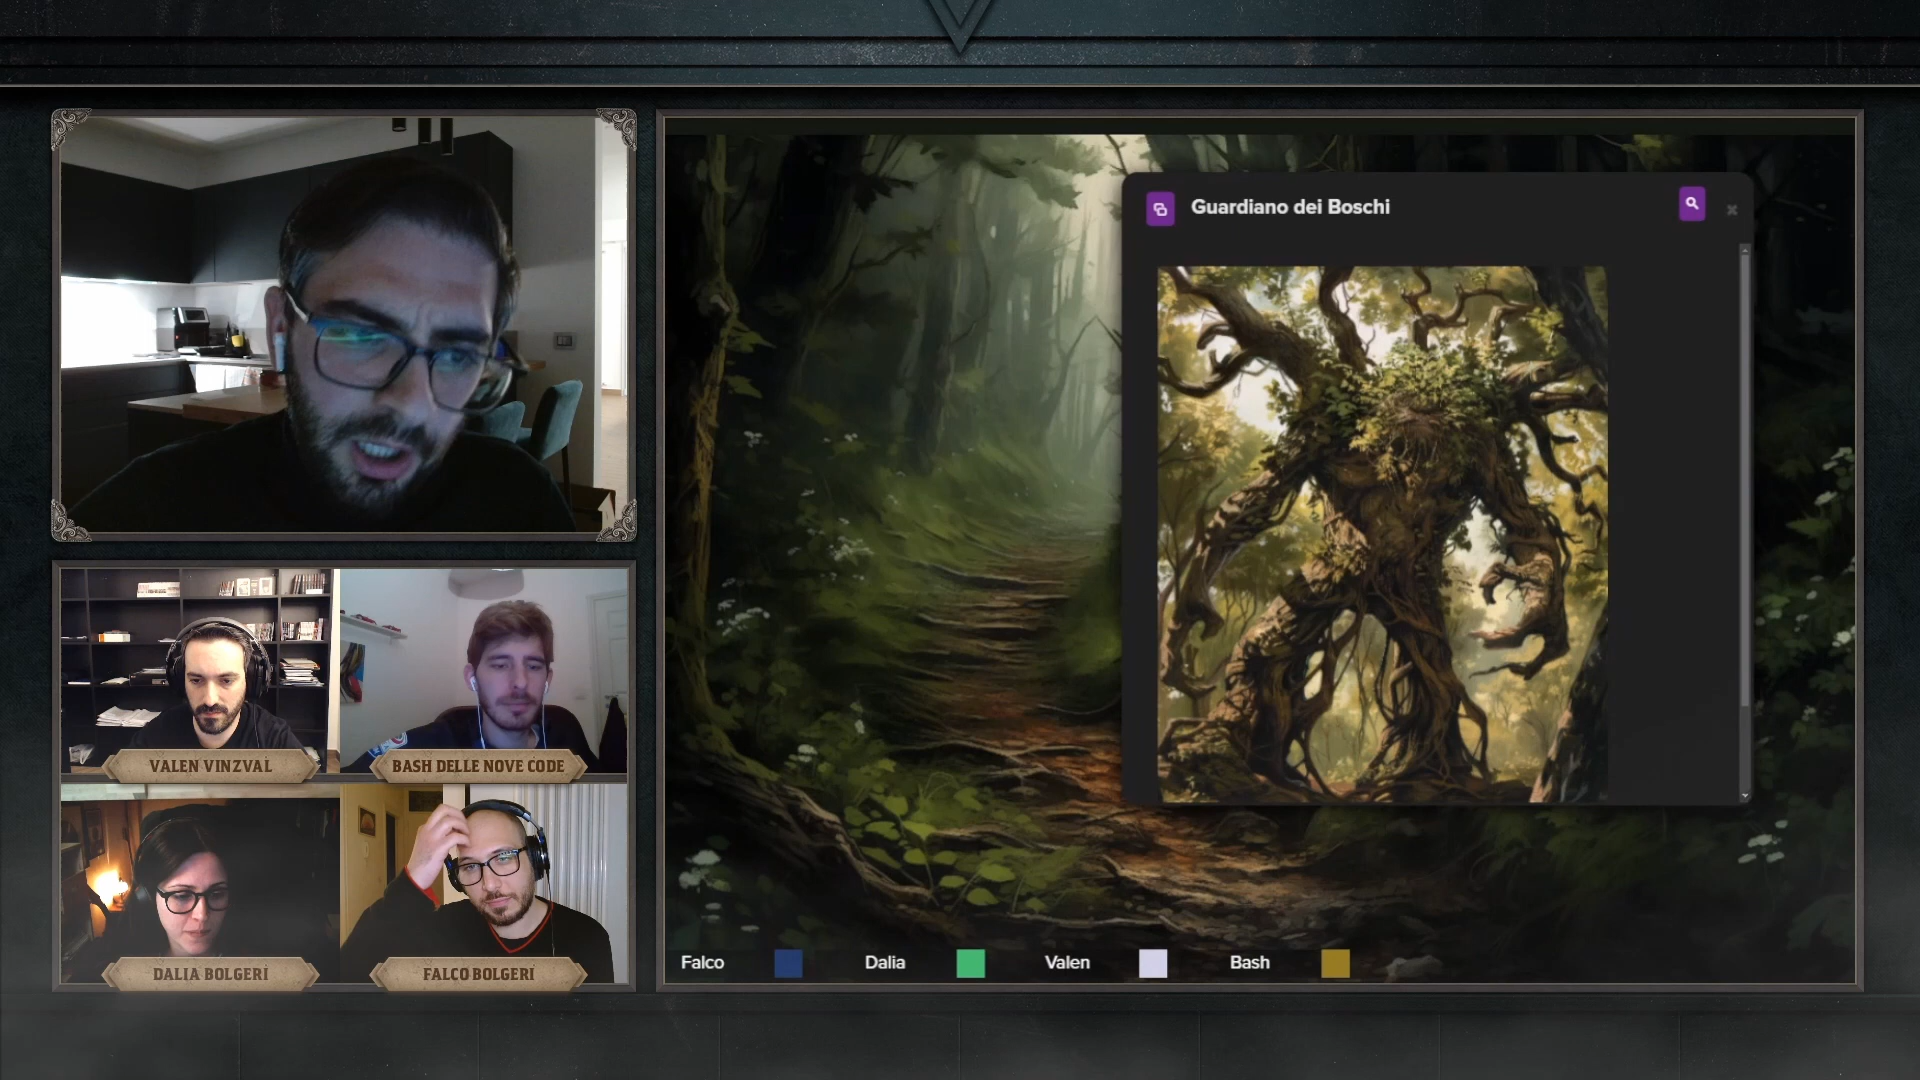 Guardiano dei Boschi
VALEN VINZVAL
BASH DELLE NOVE CODE
DALIA BOLGERI
FALCO BOLGERI
Falco
Dalia
Valen
Bash